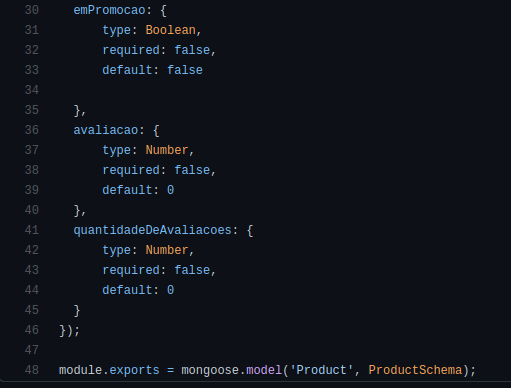 30 emPromocao: {
31 type: Boolean,
32 required: false,
33 default: false
34
35 },
36 avaliacao: {
37 type: Number,
38 required: false,
39 default: 0
40 },
41 quantidadeDeAvaliacoes: {
42 type: Number,
43 required: false,
44 default: 0
45 }
46 });
47
48 module.exports = mongoose.model('Product', ProductSchema);